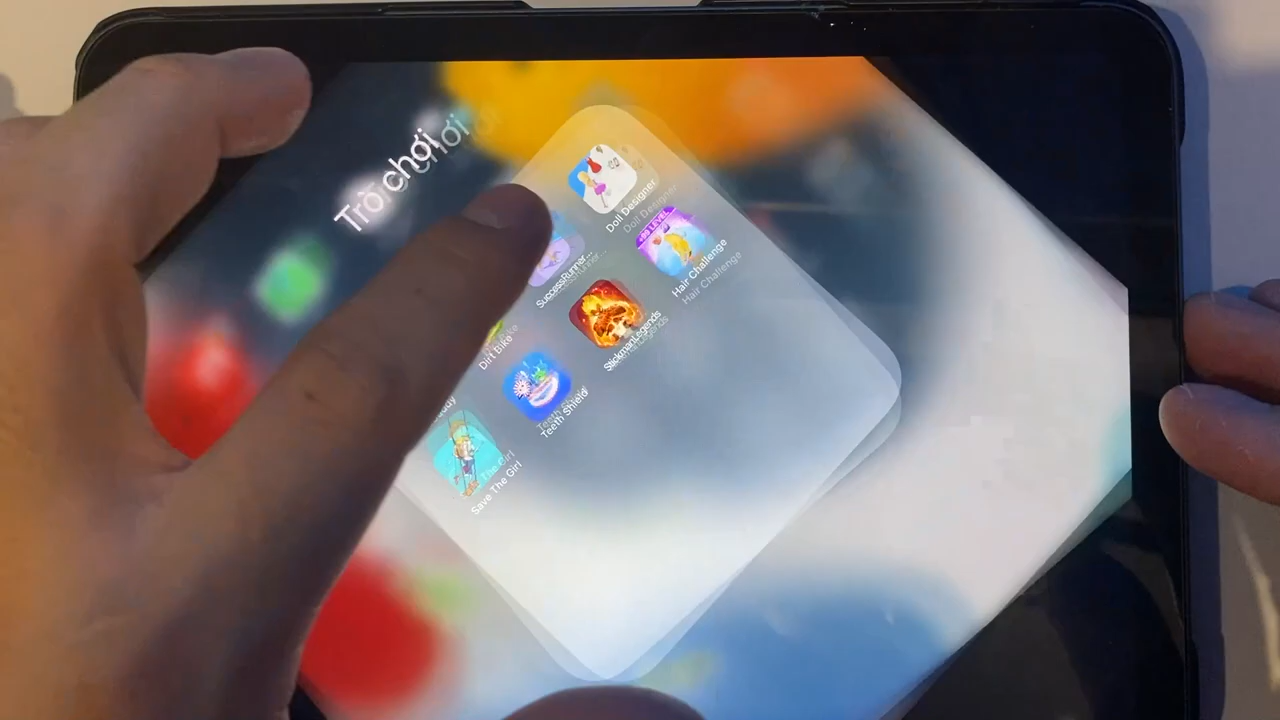 Trò chơi
Doll Designer
SuccessRunner...
Hair Challenge
Dirt Bike
StickmanLegends
Teeth Shield
Save The Girl